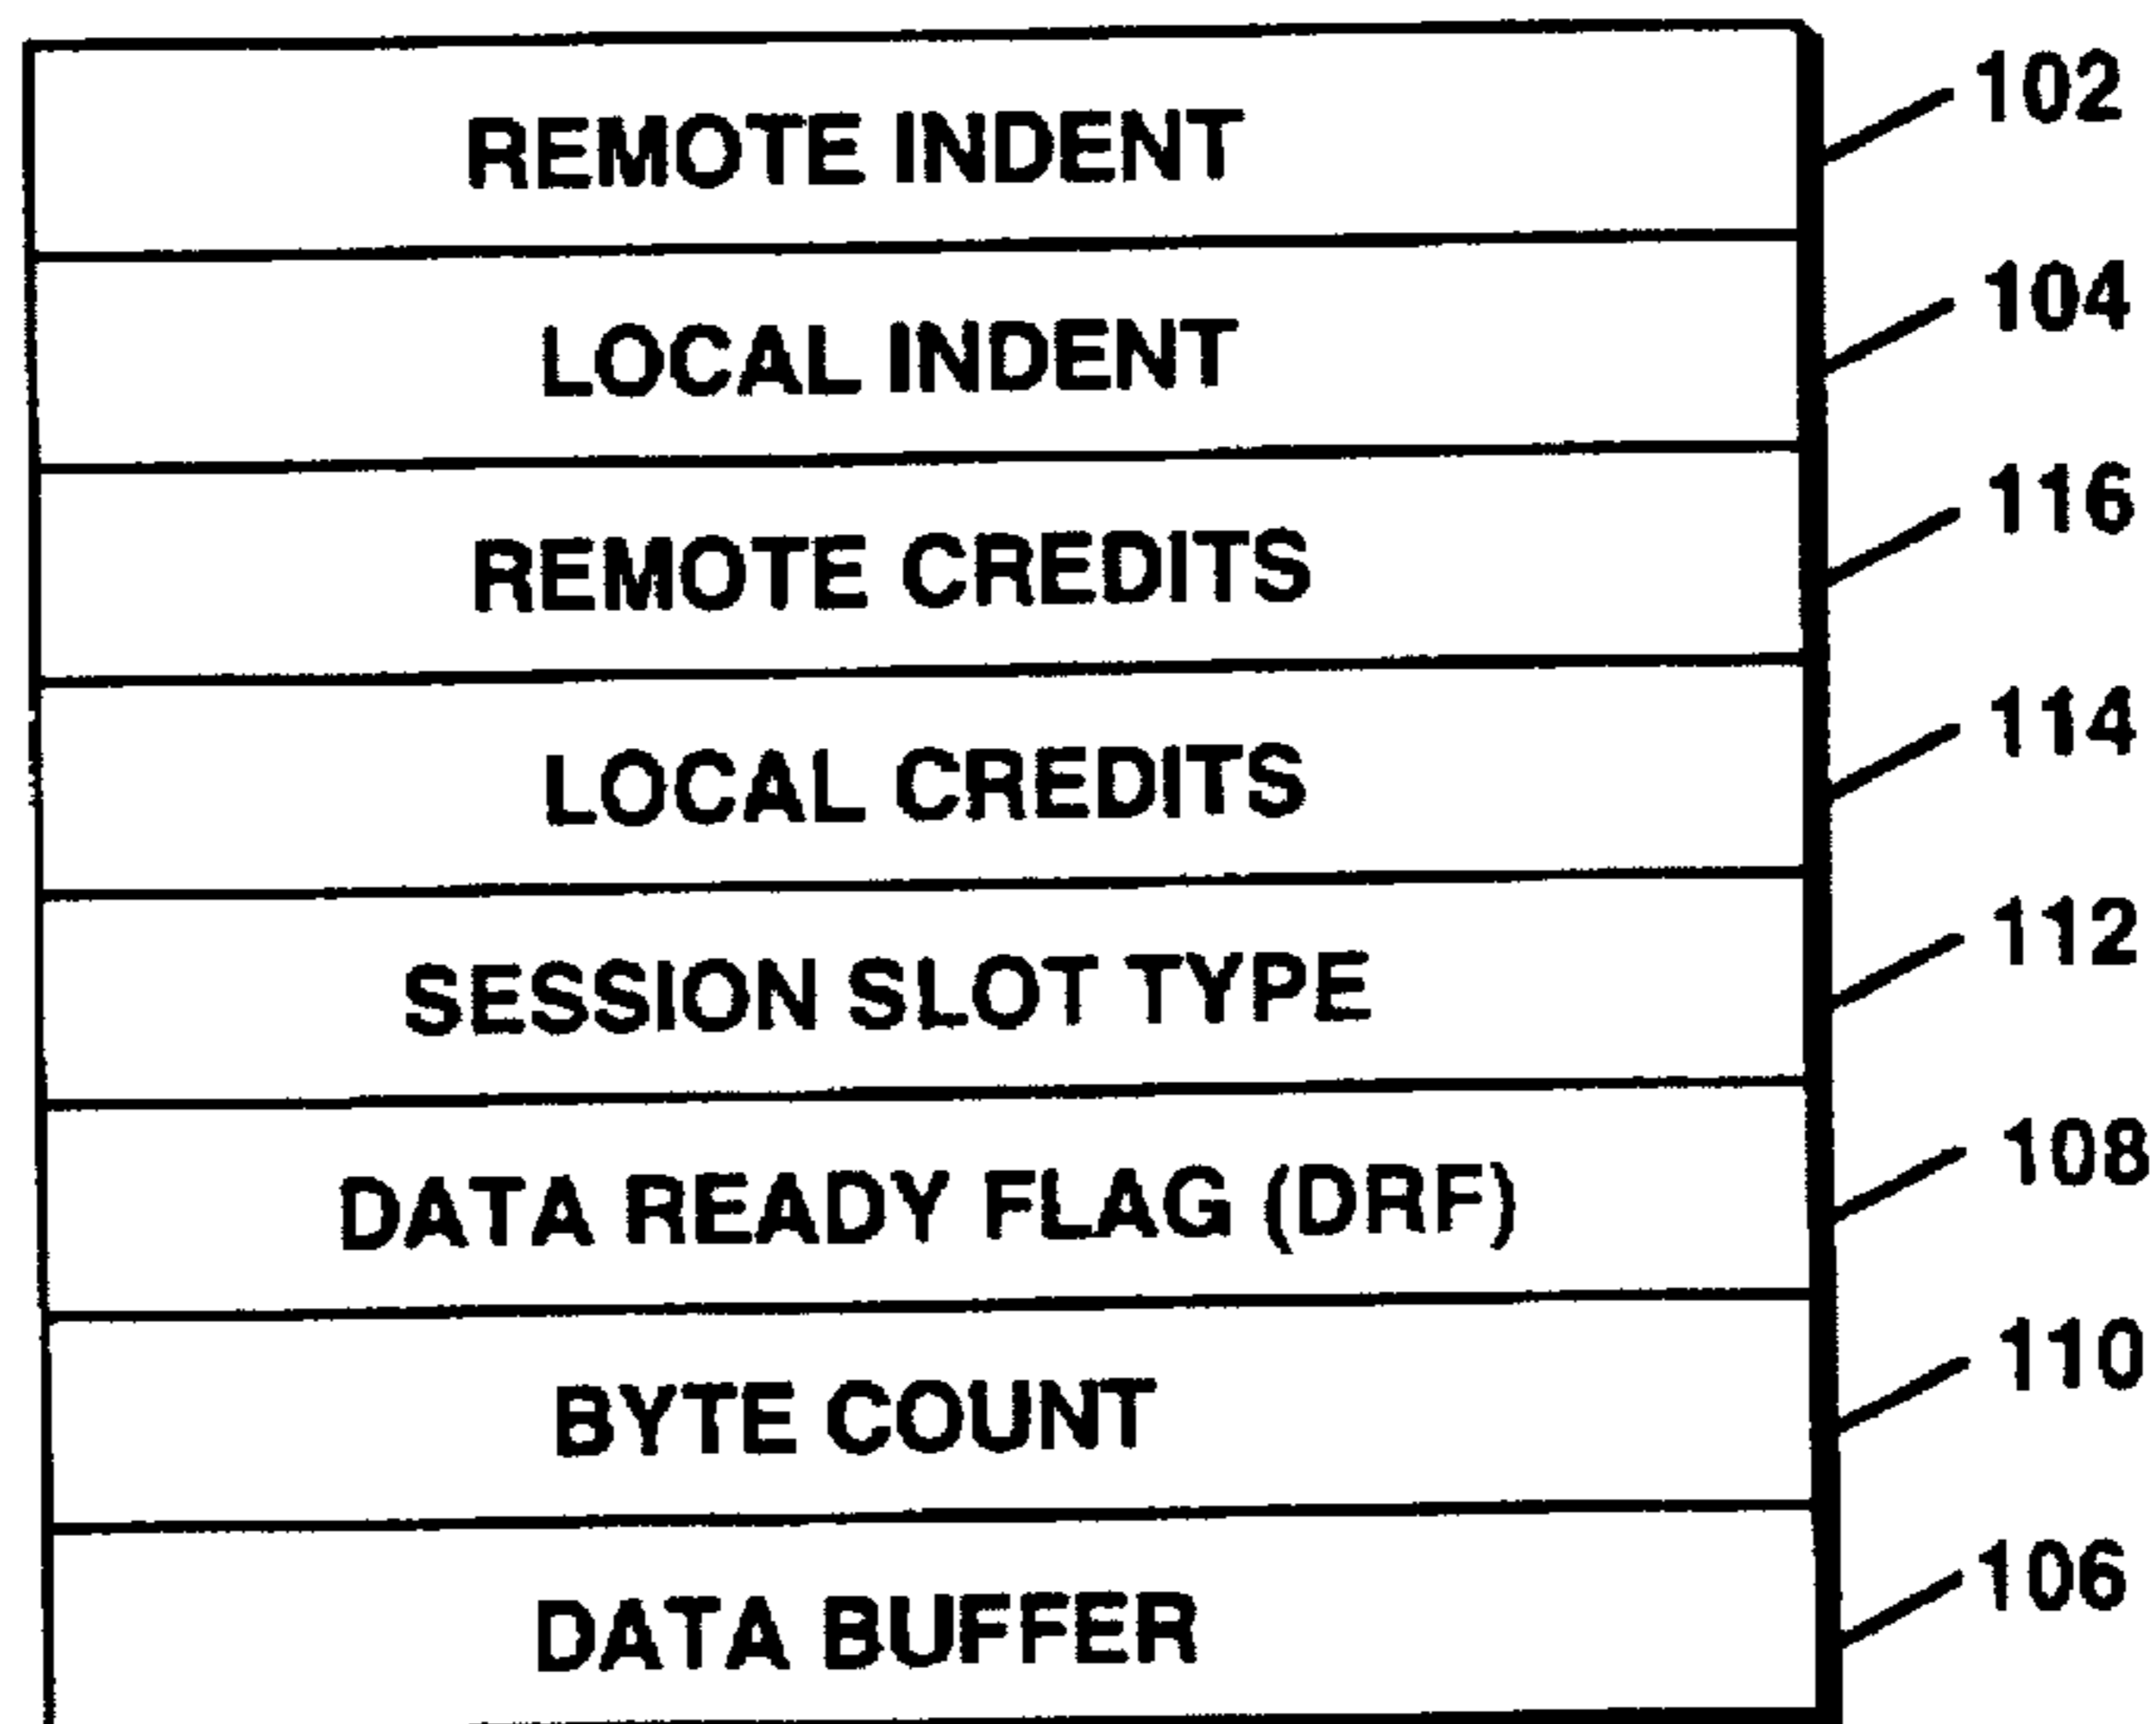 REMOTE INDENT 102
LOCAL INDENT 104
REMOTE CREDITS 116
LOCAL CREDITS 114
SESSION SLOT TYPE 112
DATA READY FLAG (DRF) 108
BYTE COUNT 110
DATA BUFFER 106